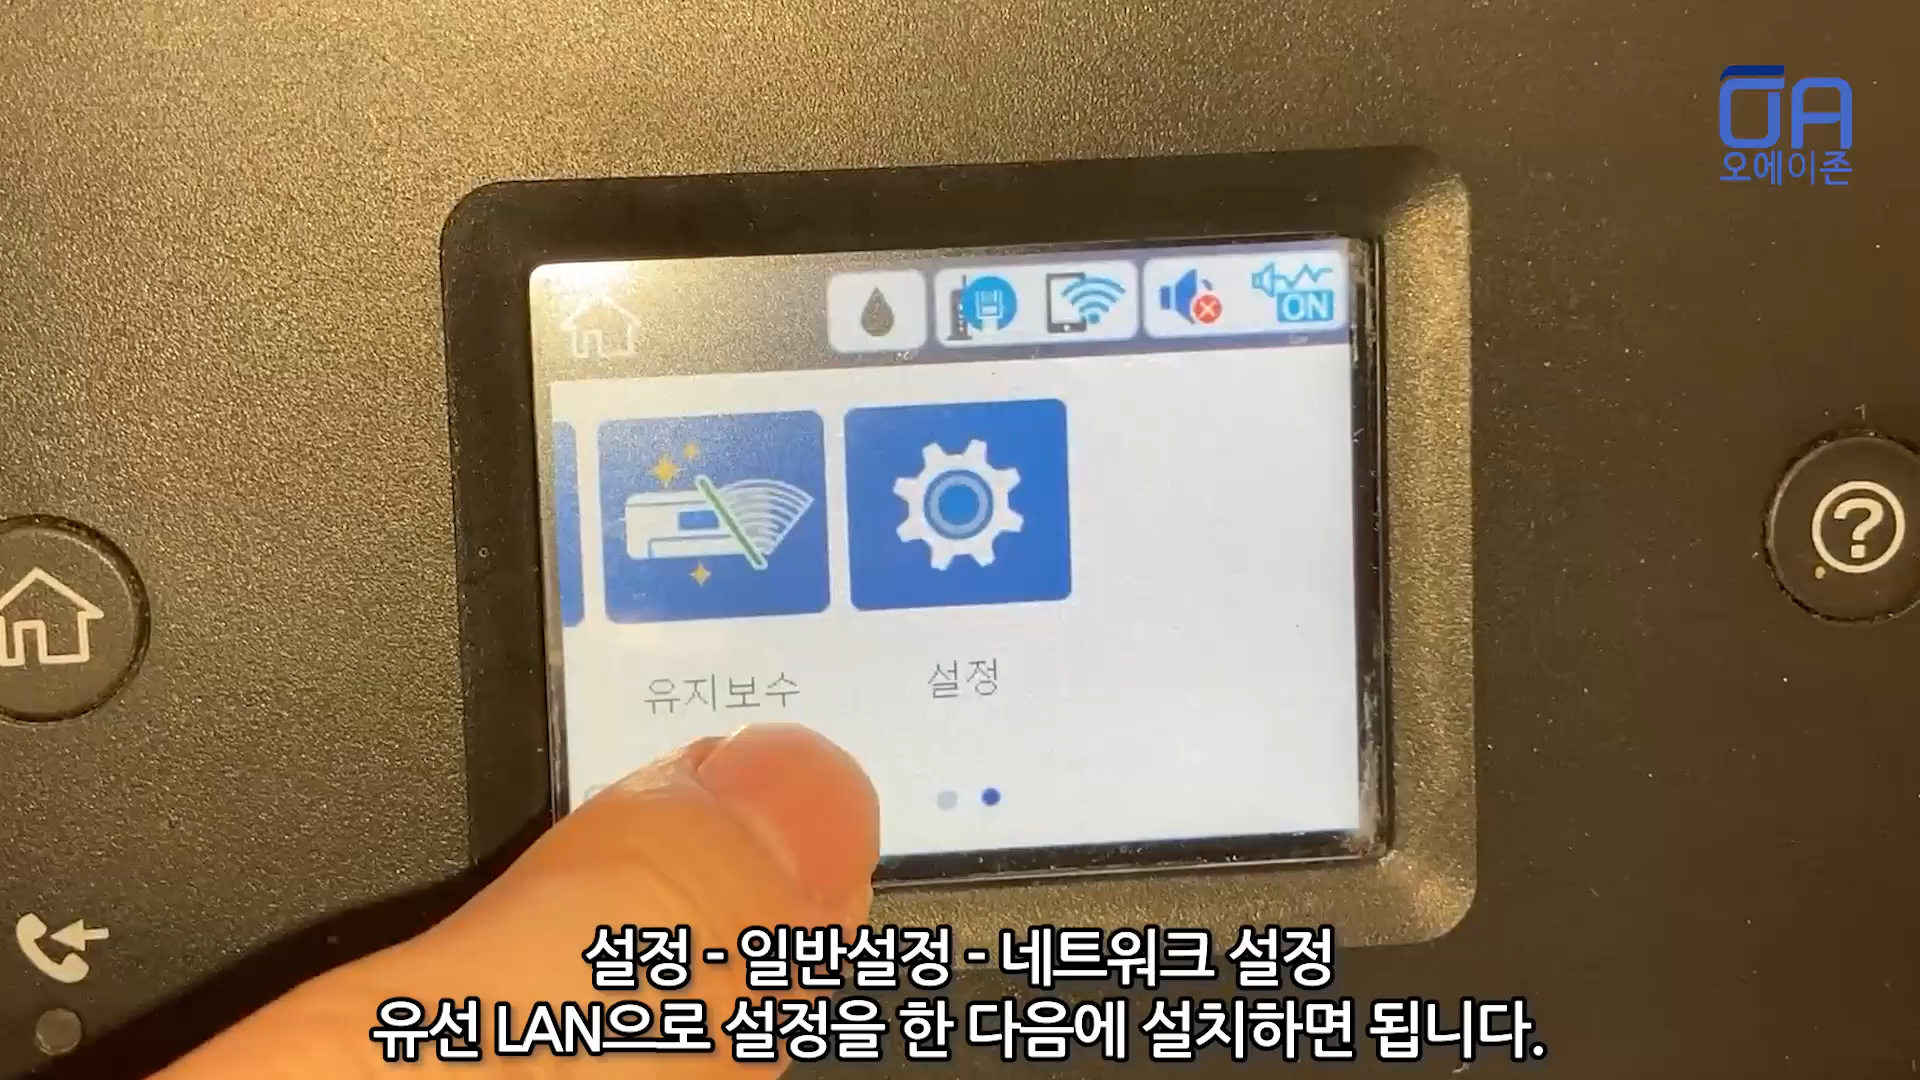 OA
오에이존
ON
유지보수
설정
설정 - 일반설정 - 네트워크 설정
유선 LAN으로 설정을 한 다음에 설치하면 됩니다.